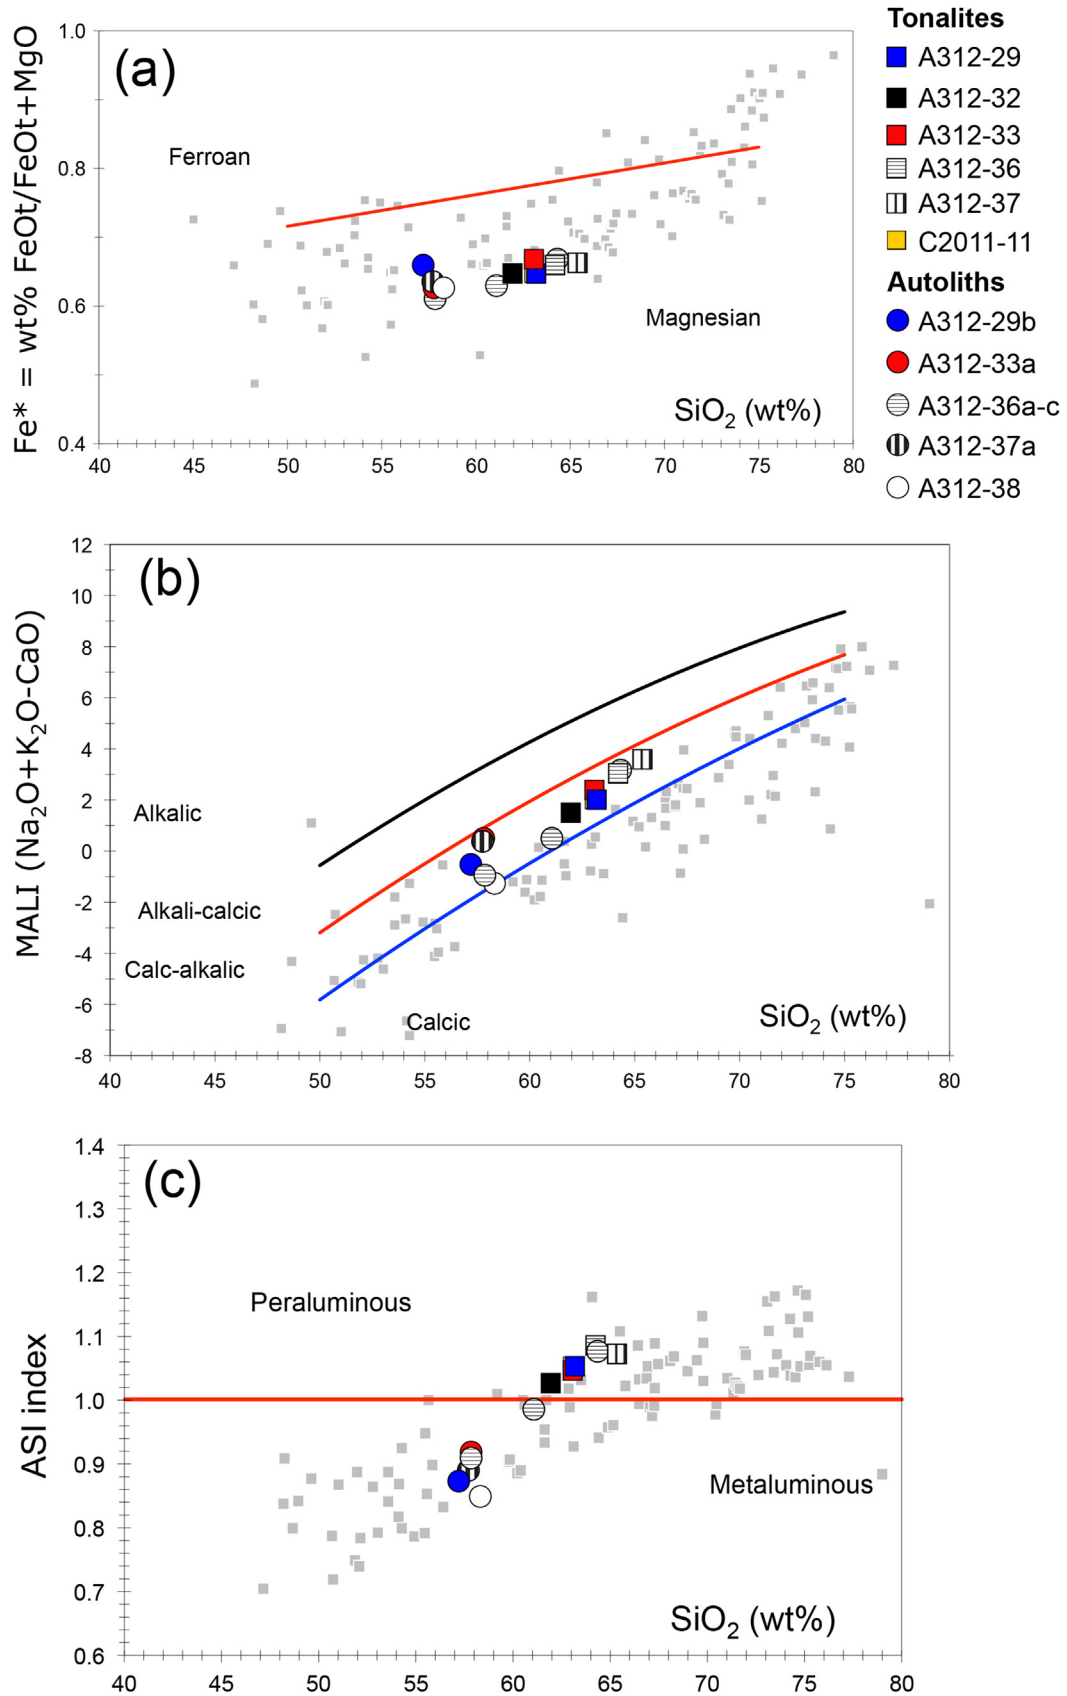 (a)
Fe* = wt% FeOt/FeOt+MgO
1.0
0.8
0.6
0.4
Ferroan
Magnesian
SiO₂ (wt%)
40 45 50 55 60 65 70 75 80
Tonalites
A312-29
A312-32
A312-33
A312-36
A312-37
C2011-11
Autoliths
A312-29b
A312-33a
A312-36a-c
A312-37a
A312-38
(b)
MALI (Na₂O+K₂O-CaO)
12
10
8
6
4
2
0
-2
-4
-6
-8
Alkalic
Alkali-calcic
Calc-alkalic
Calcic
SiO₂ (wt%)
40 45 50 55 60 65 70 75 80
(c)
ASI index
1.4
1.3
1.2
1.1
1.0
0.9
0.8
0.7
0.6
Peraluminous
Metaluminous
SiO₂ (wt%)
40 45 50 55 60 65 70 75 80